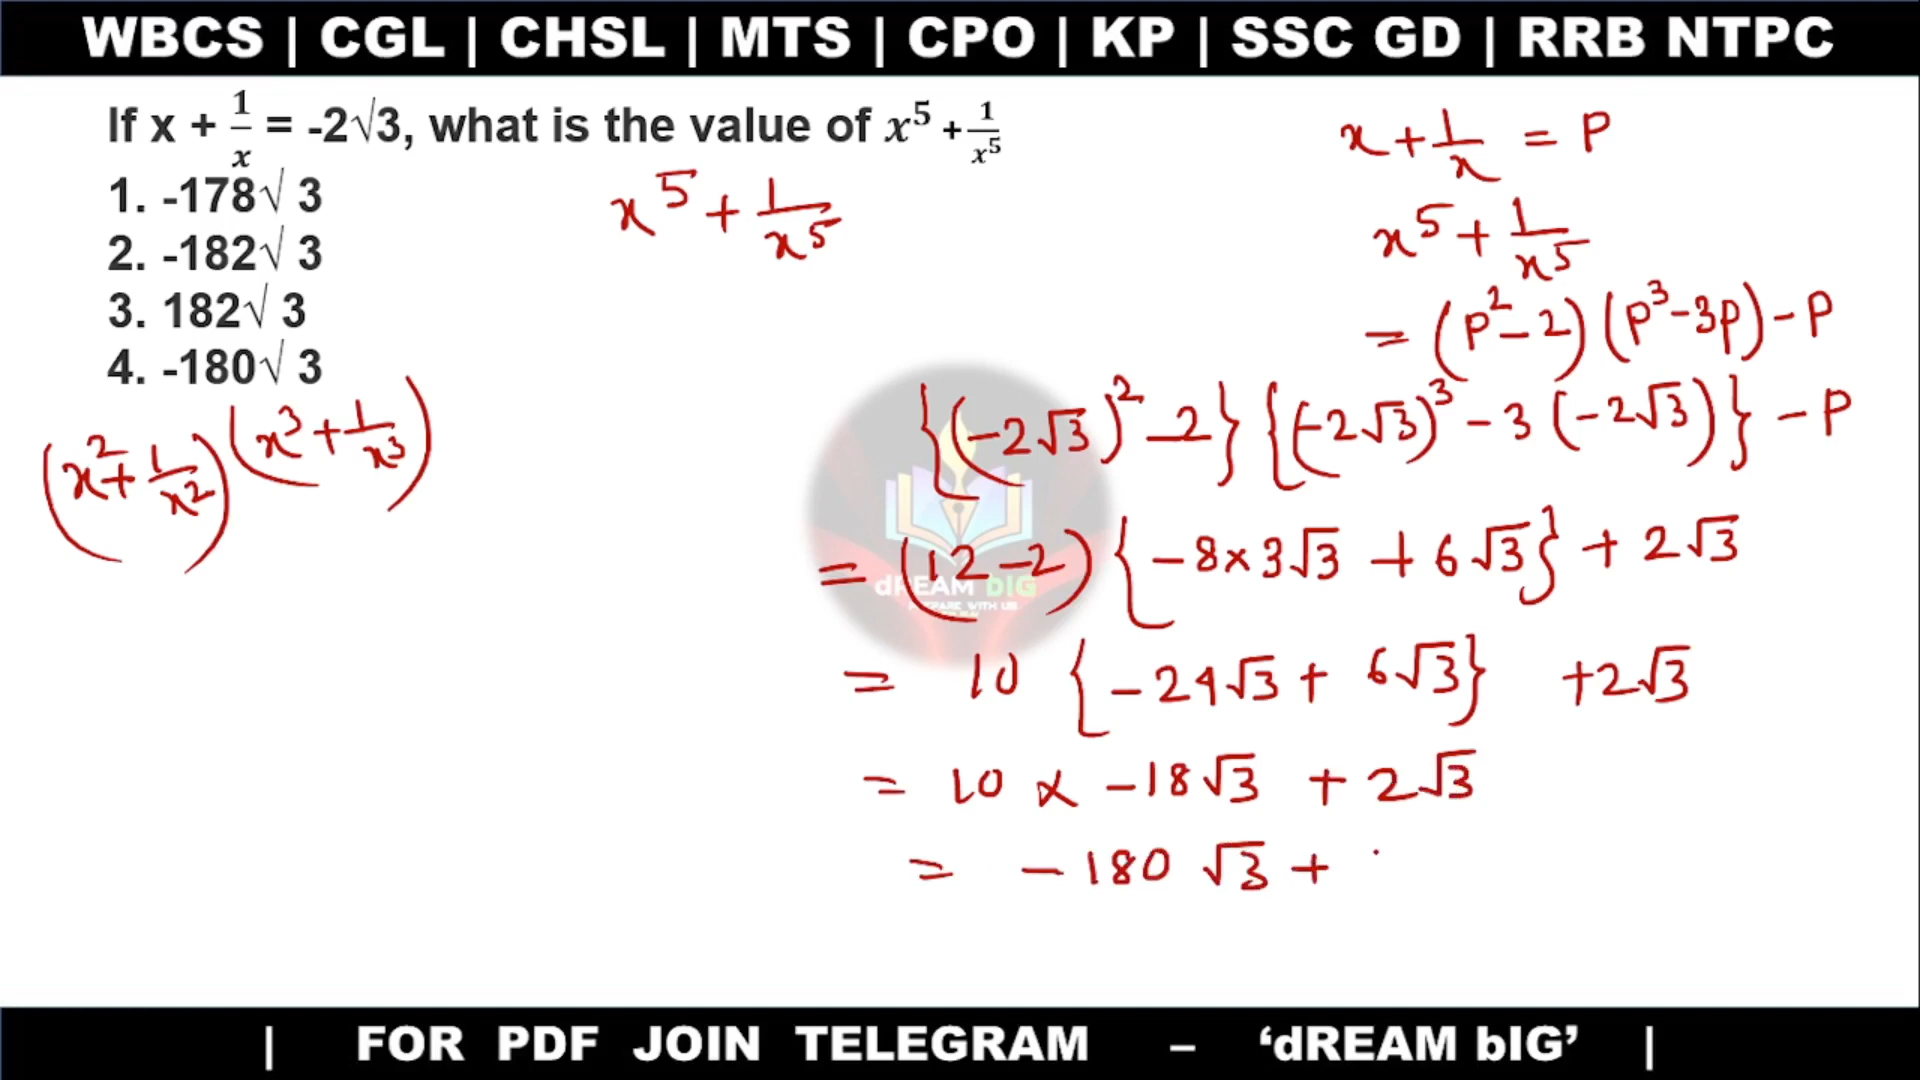 WBCS | CGL | CHSL | MTS | CPO | KP | SSC GD | RRB NTPC
If x + 1/x = -2√3, what is the value of x⁵ + 1/x⁵
1. -178√ 3
2. -182√ 3
3. 182√ 3
4. -180√ 3
(x² + 1/x²) (x³ + 1/x³)
x⁵ + 1/x⁵
x + 1/x = P
x⁵ + 1/x⁵
= (P² - 2) (P³ - 3P) - P
{(-2√3)² - 2} {(-2√3)³ - 3 (-2√3)} - P
= (12 - 2) {-8×3√3 + 6√3} + 2√3
= 10 {-24√3 + 6√3} + 2√3
= 10 × -18√3 + 2√3
= -180 √3 +
dREAM bIG
PREPARE WITH US
| FOR PDF JOIN TELEGRAM – ‘dREAM bIG’ |